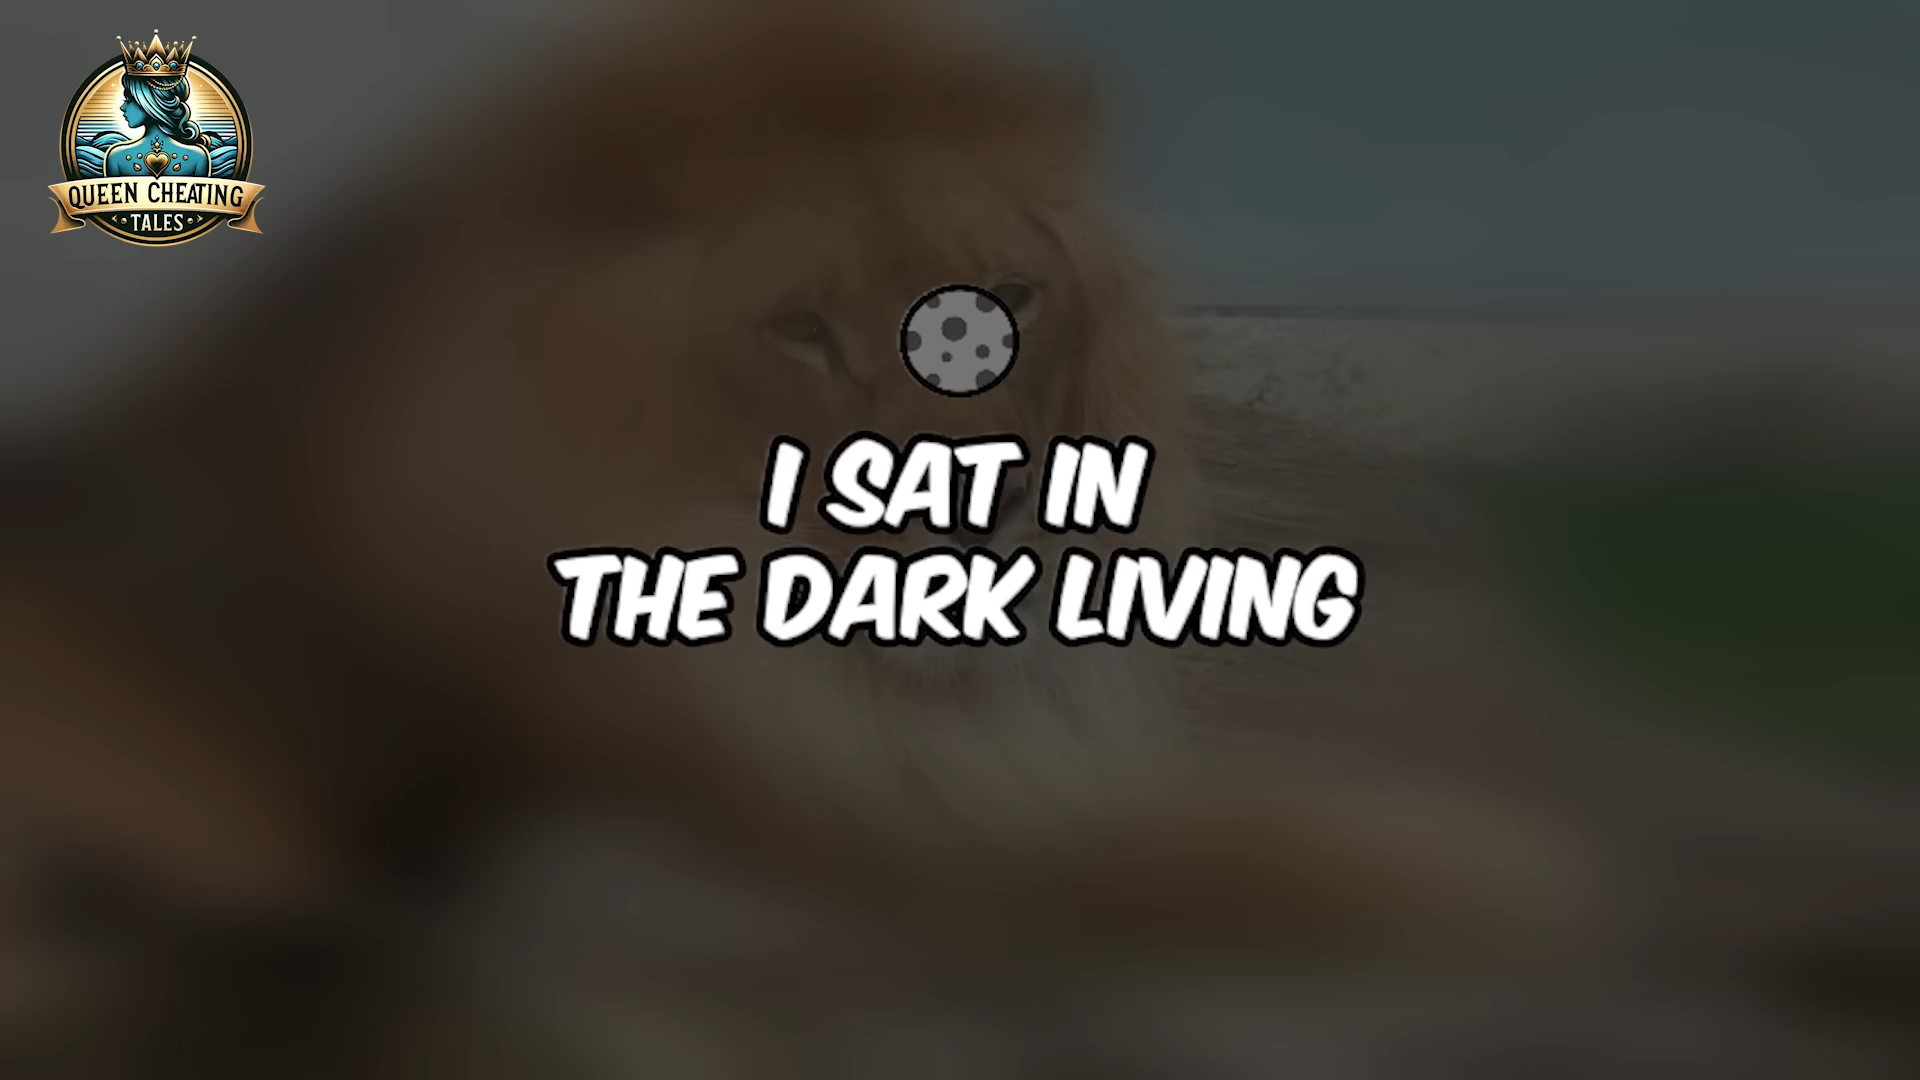 QUEEN CHEATING
TALES
I SAT IN
THE DARK LIVING